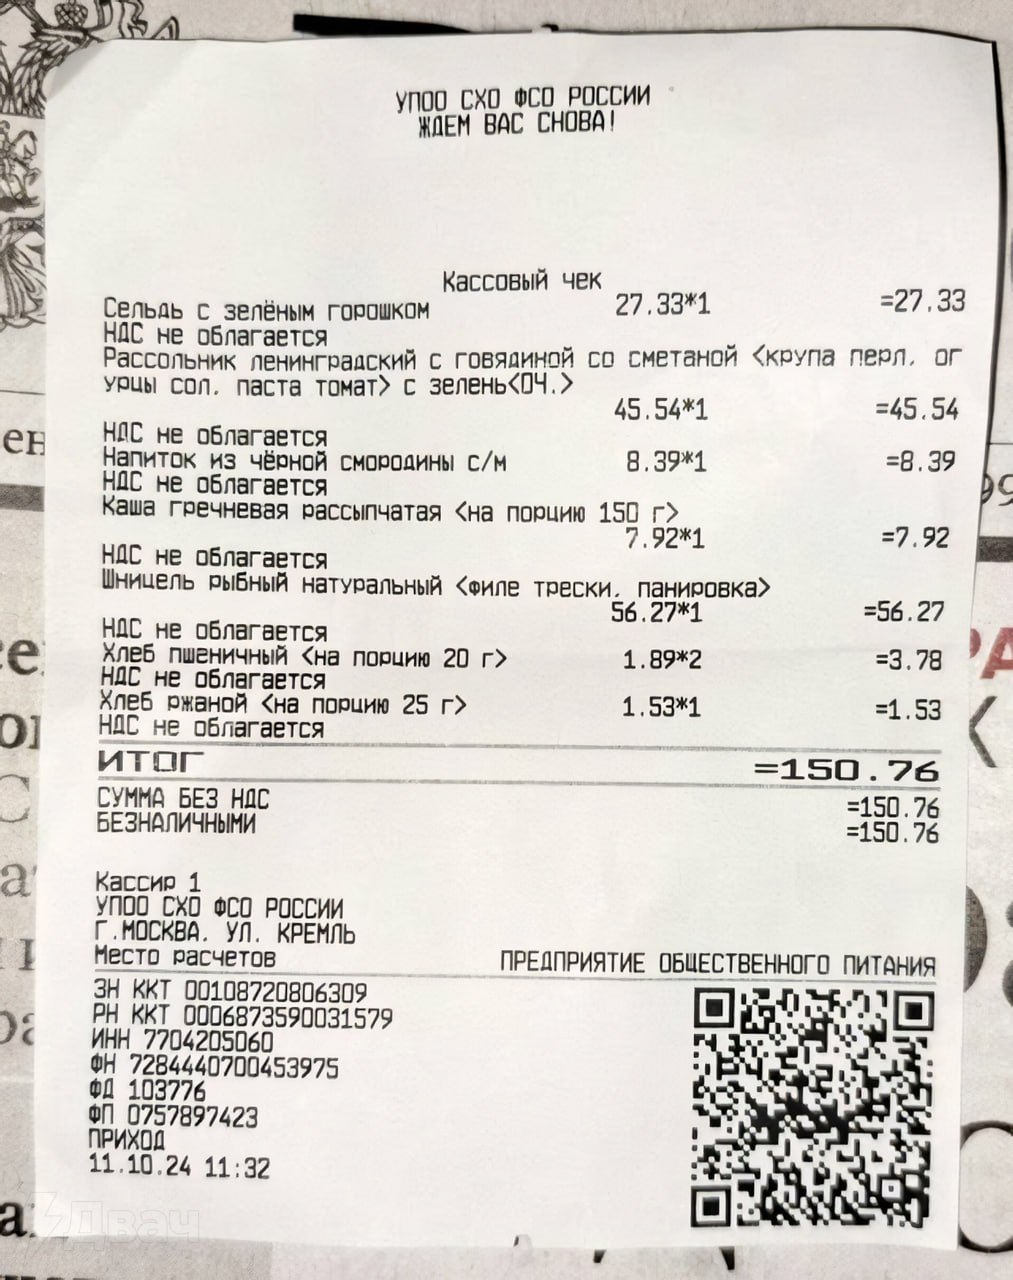 УПОО СХО ФСО РОССИИ
ЖДЕМ ВАС СНОВА!
Кассовый чек
Сельдь с зелёным горошком 27.33*1 =27.33
НДС не облагается
Рассольник ленинградский с говядиной со сметаной <крупа перл. ог
урцы сол. паста томат> с зелень<ОЧ.>
45.54*1 =45.54
НДС не облагается
Напиток из чёрной смородины с/м 8.39*1 =8.39
НДС не облагается
Каша гречневая рассыпчатая <на порцию 150 г>
7.92*1 =7.92
НДС не облагается
Шницель рыбный натуральный <филе трески. панировка>
56.27*1 =56.27
НДС не облагается
Хлеб пшеничный <на порцию 20 г> 1.89*2 =3.78
НДС не облагается
Хлеб ржаной <на порцию 25 г> 1.53*1 =1.53
НДС не облагается
ИТОГ =150.76
СУММА БЕЗ НДС =150.76
БЕЗНАЛИЧНЫМИ =150.76
Кассир 1
УПОО СХО ФСО РОССИИ
Г.МОСКВА. УЛ. КРЕМЛЬ
Место расчетов ПРЕДПРИЯТИЕ ОБЩЕСТВЕННОГО ПИТАНИЯ
ЗН ККТ 00108720806309
РН ККТ 0006873590031579
ИНН 7704205060
ФН 7284440700453975
ФД 103776
ФП 0757897423
ПРИХОД
11.10.24 11:32
Двач